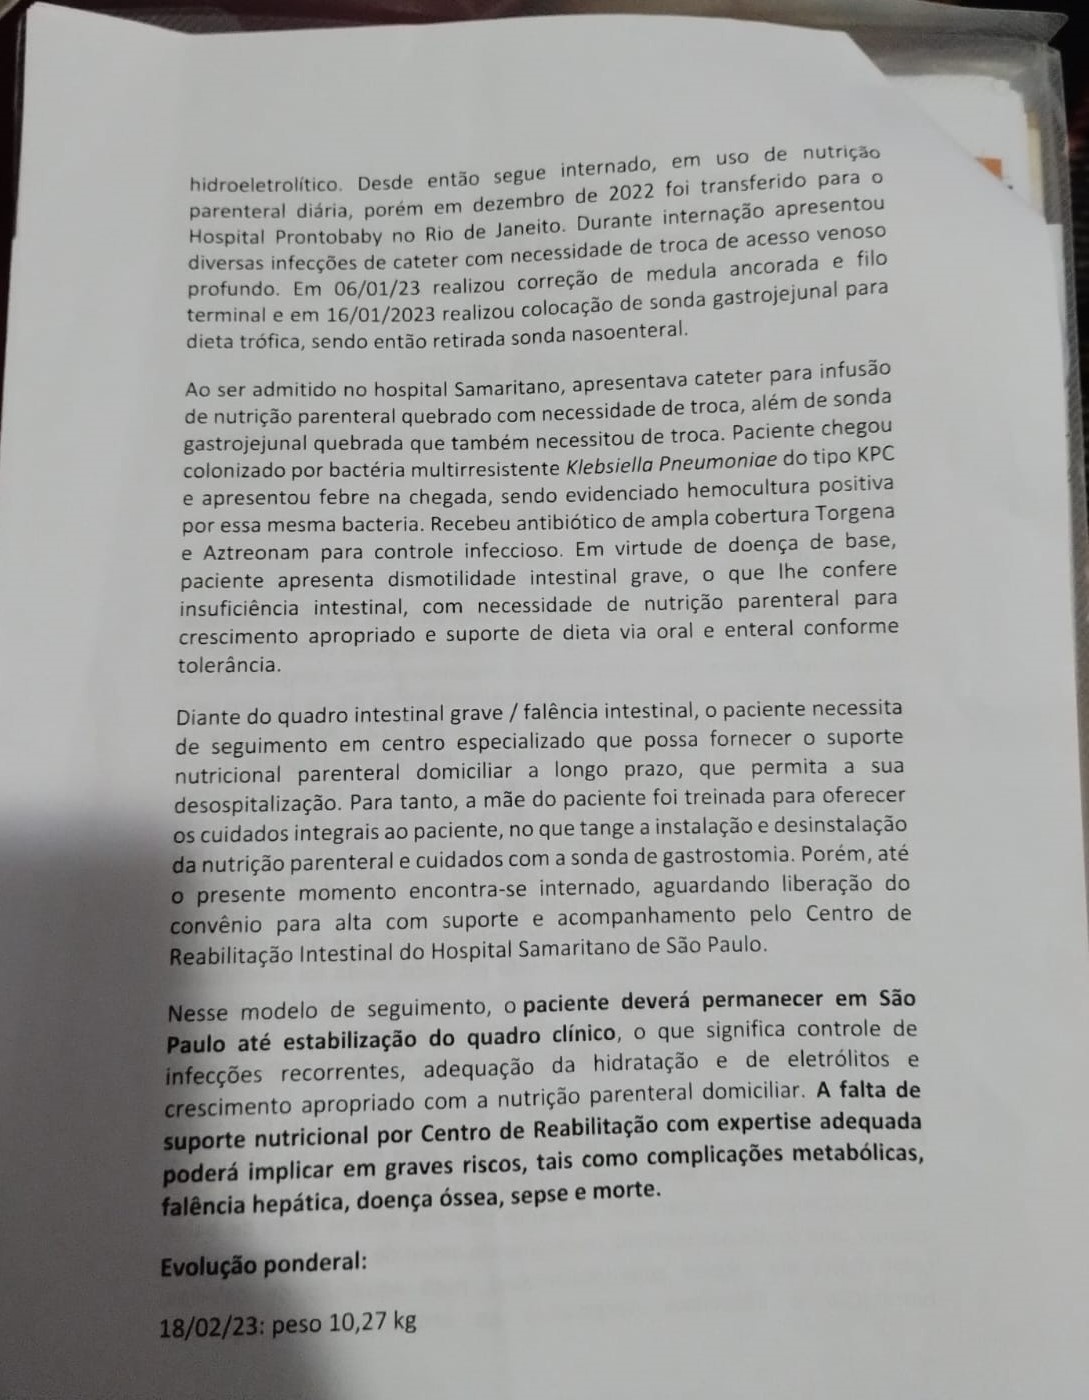 hidroeletrolítico. Desde então segue internado, em uso de nutrição
parenteral diária, porém em dezembro de 2022 foi transferido para o
Hospital Prontobaby no Rio de Janeito. Durante internação apresentou
diversas infecções de cateter com necessidade de troca de acesso venoso
profundo. Em 06/01/23 realizou correção de medula ancorada e filo
terminal e em 16/01/2023 realizou colocação de sonda gastrojejunal para
dieta trófica, sendo então retirada sonda nasoenteral.
Ao ser admitido no hospital Samaritano, apresentava cateter para infusão
de nutrição parenteral quebrado com necessidade de troca, além de sonda
gastrojejunal quebrada que também necessitou de troca. Paciente chegou
colonizado por bactéria multirresistente Klebsiella Pneumoniae do tipo KPC
e apresentou febre na chegada, sendo evidenciado hemocultura positiva
por essa mesma bacteria. Recebeu antibiótico de ampla cobertura Torgena
e Aztreonam para controle infeccioso. Em virtude de doença de base,
paciente apresenta dismotilidade intestinal grave, o que lhe confere
insuficiência intestinal, com necessidade de nutrição parenteral para
crescimento apropriado e suporte de dieta via oral e enteral conforme
tolerância.
Diante do quadro intestinal grave / falência intestinal, o paciente necessita
de seguimento em centro especializado que possa fornecer o suporte
nutricional parenteral domiciliar a longo prazo, que permita a sua
desospitalização. Para tanto, a mãe do paciente foi treinada para oferecer
os cuidados integrais ao paciente, no que tange a instalação e desinstalação
da nutrição parenteral e cuidados com a sonda de gastrostomia. Porém, até
o presente momento encontra-se internado, aguardando liberação do
convênio para alta com suporte e acompanhamento pelo Centro de
Reabilitação Intestinal do Hospital Samaritano de São Paulo.
Nesse modelo de seguimento, o paciente deverá permanecer em São
Paulo até estabilização do quadro clínico, o que significa controle de
infecções recorrentes, adequação da hidratação e de eletrólitos e
crescimento apropriado com a nutrição parenteral domiciliar. A falta de
suporte nutricional por Centro de Reabilitação com expertise adequada
poderá implicar em graves riscos, tais como complicações metabólicas,
falência hepática, doença óssea, sepse e morte.
Evolução ponderal:
18/02/23: peso 10,27 kg